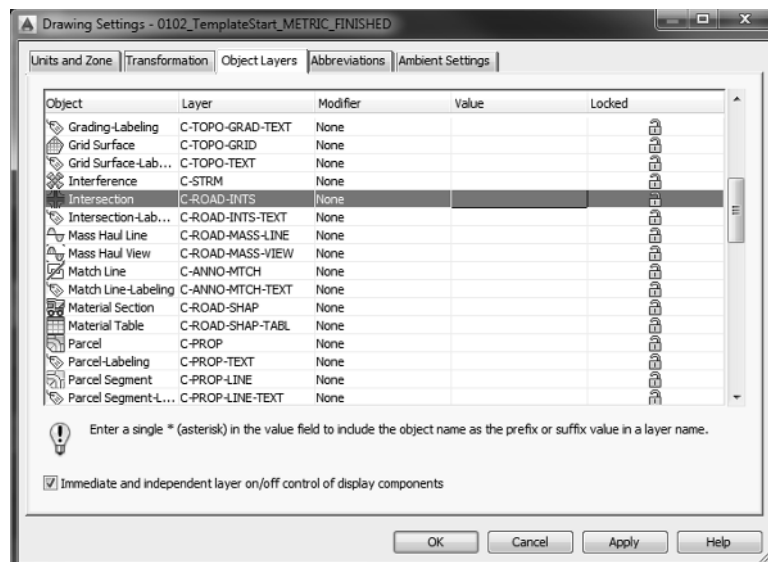 Drawing Settings - 0102_TemplateStart_METRIC_FINISHED
Units and Zone Transformation Object Layers Abbreviations Ambient Settings
Object Layer Modifier Value Locked
Grading-Labeling C-TOPO-GRAD-TEXT None
Grid Surface C-TOPO-GRID None
Grid Surface-Lab... C-TOPO-TEXT None
Interference C-STRM None
Intersection C-ROAD-INTS None
Intersection-Lab... C-ROAD-INTS-TEXT None
Mass Haul Line C-ROAD-MASS-LINE None
Mass Haul View C-ROAD-MASS-VIEW None
Match Line C-ANNO-MTCH None
Match Line-Labeling C-ANNO-MTCH-TEXT None
Material Section C-ROAD-SHAP None
Material Table C-ROAD-SHAP-TABL None
Parcel C-PROP None
Parcel-Labeling C-PROP-TEXT None
Parcel Segment C-PROP-LINE None
Parcel Segment-L... C-PROP-LINE-TEXT None
Enter a single * (asterisk) in the value field to include the object name as the prefix or suffix value in a layer name.
Immediate and independent layer on/off control of display components
OK Cancel Apply Help